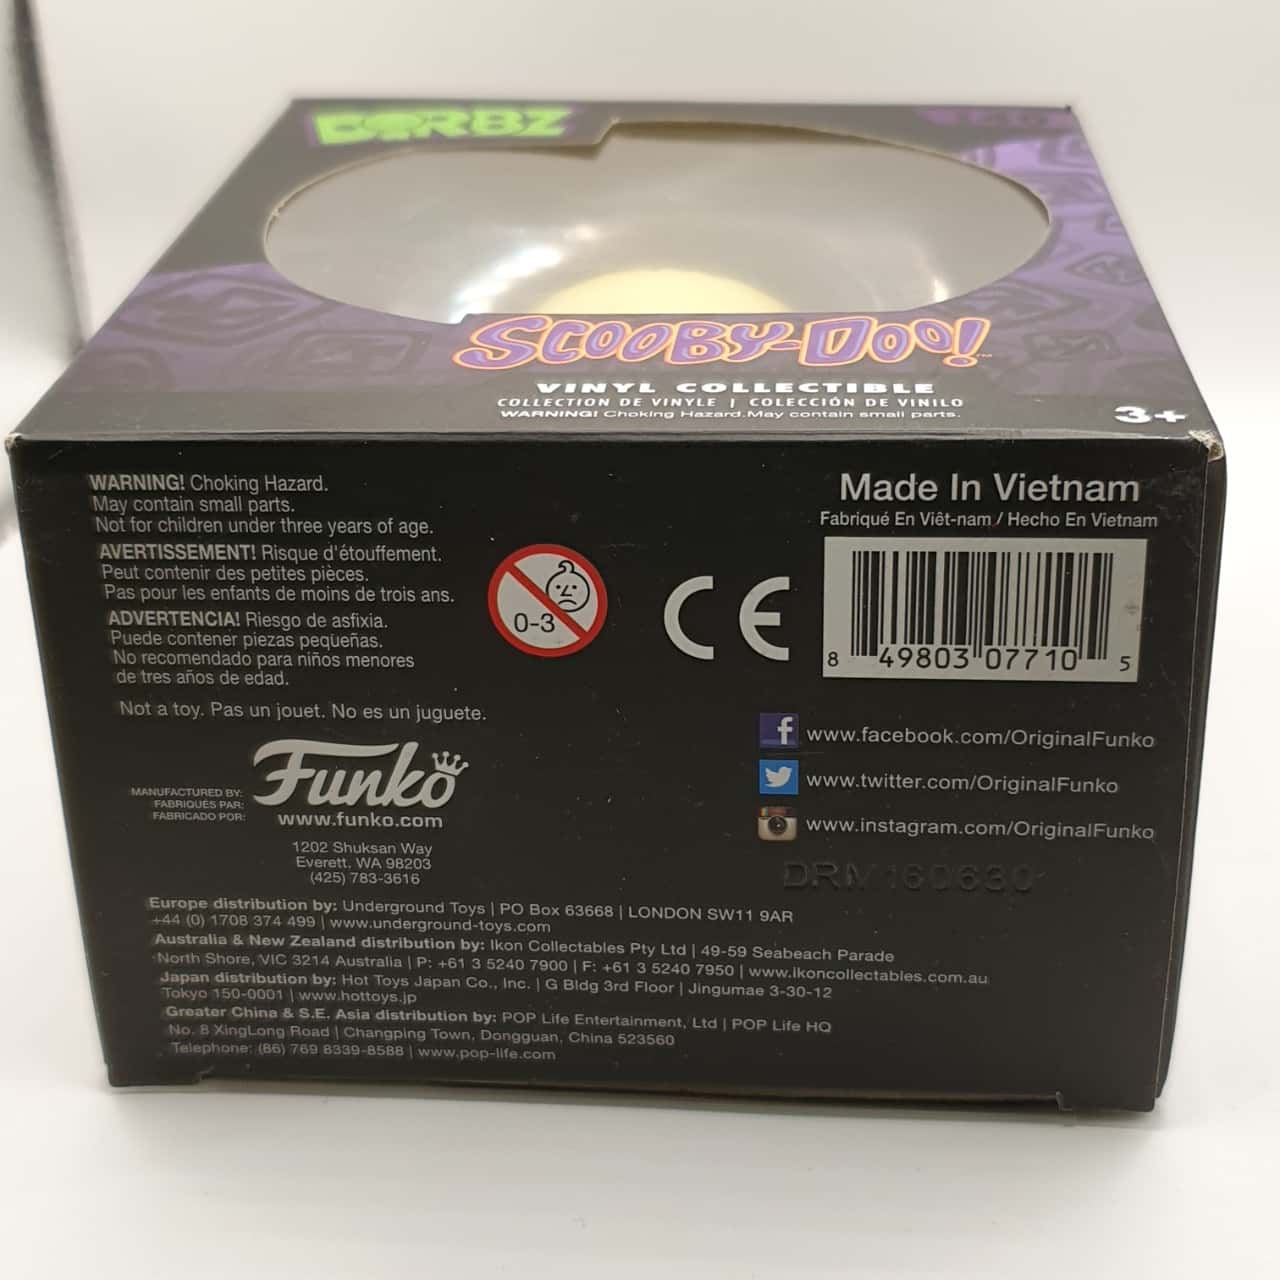 DORBZ
SCOOBY-DOO!™
VINYL COLLECTIBLE
COLLECTION DE VINYLE | COLECCIÓN DE VINILO
WARNING! Choking Hazard. May contain small parts.
3+
WARNING! Choking Hazard.
May contain small parts.
Not for children under three years of age.
AVERTISSEMENT! Risque d'étouffement.
Peut contenir des petites pièces.
Pas pour les enfants de moins de trois ans.
ADVERTENCIA! Riesgo de asfixia.
Puede contener piezas pequeñas.
No recomendado para niños menores
de tres años de edad.
Not a toy. Pas un jouet. No es un juguete.
0-3
CE
Made In Vietnam
Fabriqué En Viêt-nam / Hecho En Vietnam
8 49803 07710 5
f www.facebook.com/OriginalFunko
www.twitter.com/OriginalFunko
www.instagram.com/OriginalFunko
DRM160630
MANUFACTURED BY:
FABRIQUÉS PAR:
FABRICADO POR:
Funko
www.funko.com
1202 Shuksan Way
Everett, WA 98203
(425) 783-3616
Europe distribution by: Underground Toys | PO Box 63668 | LONDON SW11 9AR
+44 (0) 1708 374 499 | www.underground-toys.com
Australia & New Zealand distribution by: Ikon Collectables Pty Ltd | 49-59 Seabeach Parade
North Shore, VIC 3214 Australia | P: +61 3 5240 7900 | F: +61 3 5240 7950 | www.ikoncollectables.com.au
Japan distribution by: Hot Toys Japan Co., Inc. | G Bldg 3rd Floor | Jingumae 3-30-12
Tokyo 150-0001 | www.hottoys.jp
Greater China & S.E. Asia distribution by: POP Life Entertainment, Ltd | POP Life HQ
No. 8 XingLong Road | Changping Town, Dongguan, China 523560
Telephone: (86) 769 8339-8588 | www.pop-life.com